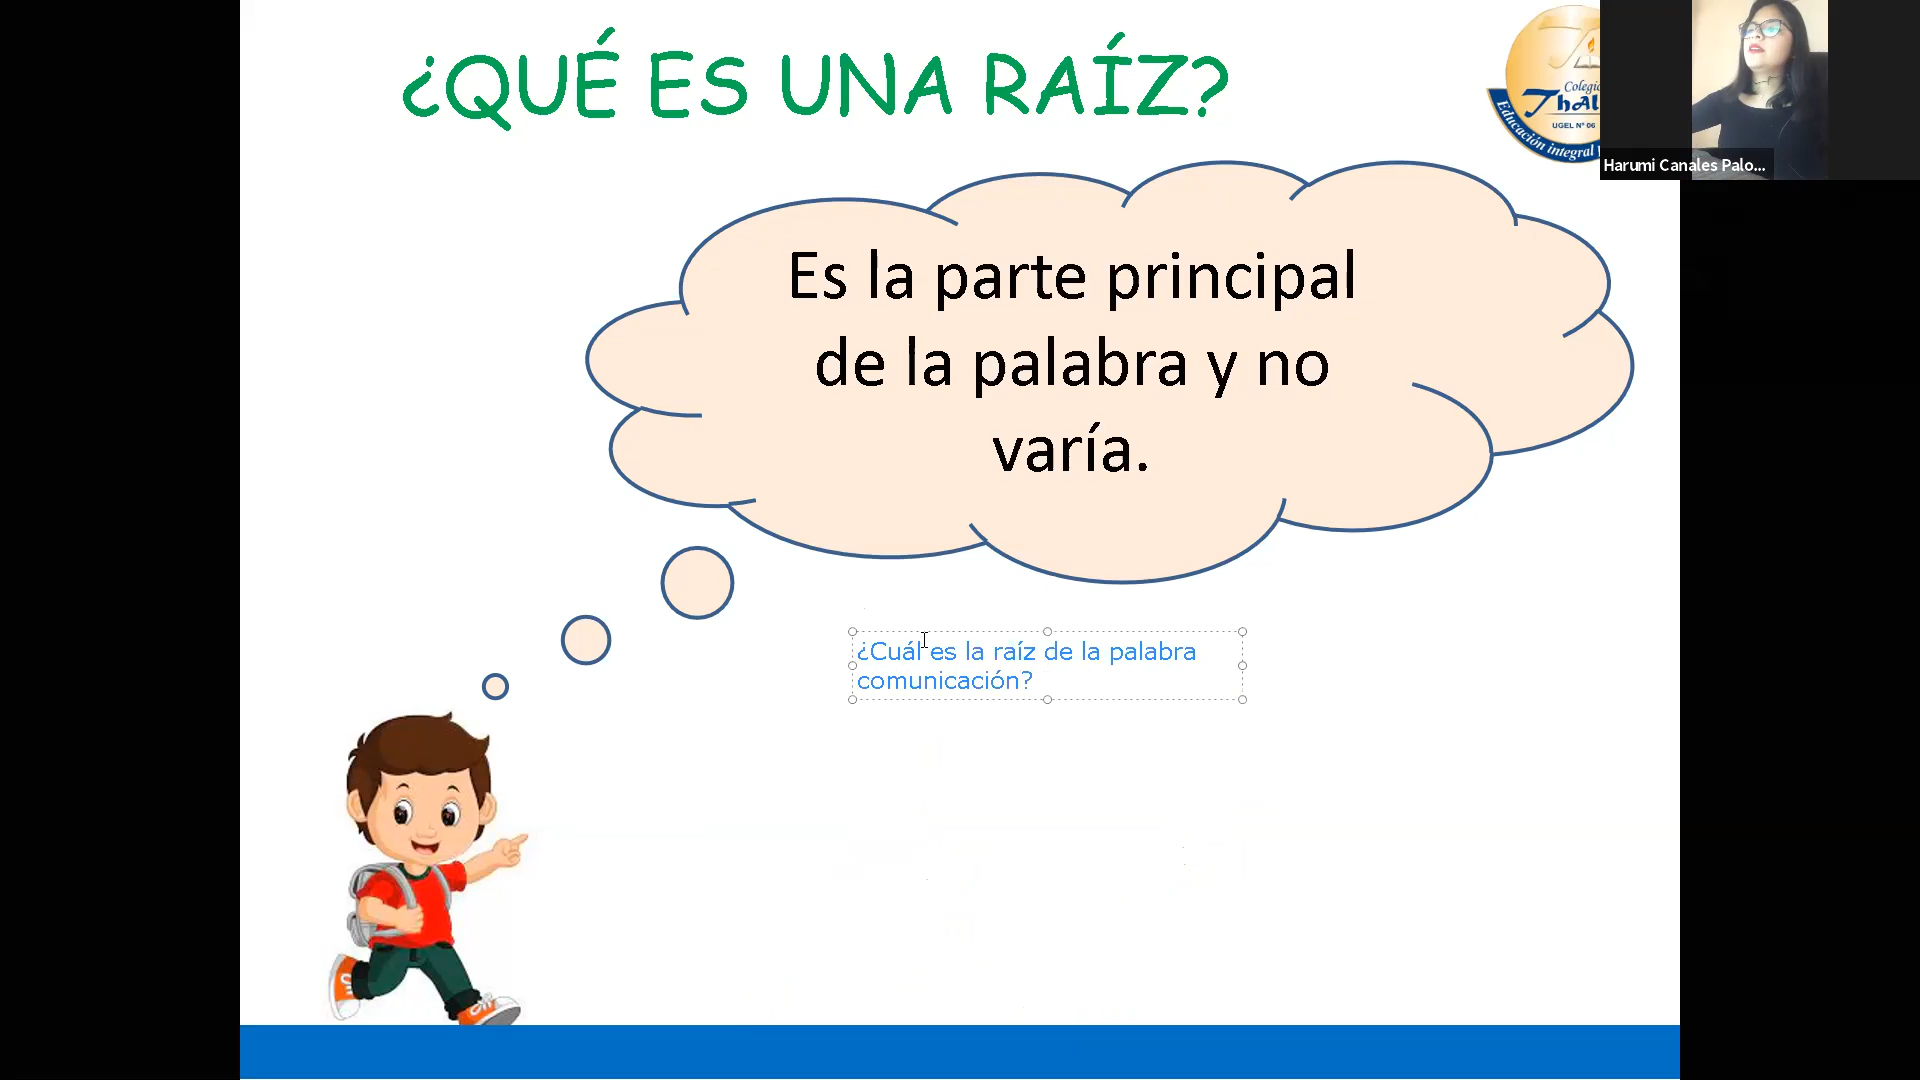 ¿QUÉ ES UNA RAÍZ?
Colegio
UGEL N° 06
Educación integral
Harumi Canales Palo...
Es la parte principal
de la palabra y no
varía.
¿Cuál es la raíz de la palabra
comunicación?